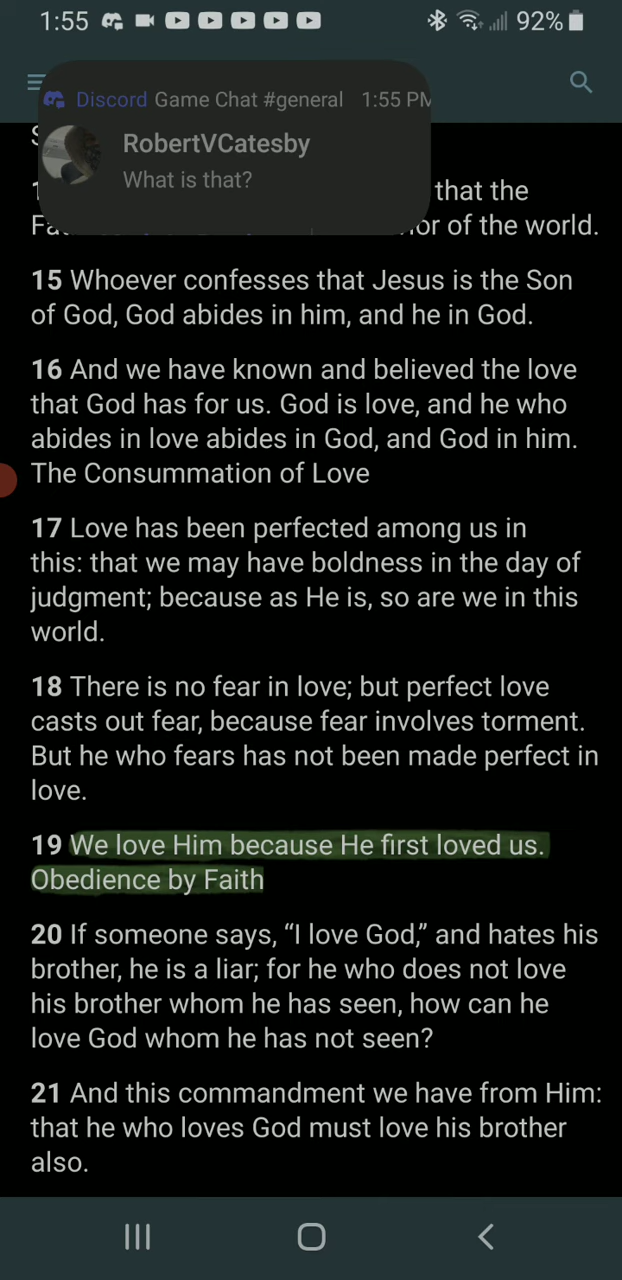 1:55
92%
Discord Game Chat #general 1:55 PM
RobertVCatesby
What is that?
that the
of the world.
15 Whoever confesses that Jesus is the Son
of God, God abides in him, and he in God.
16 And we have known and believed the love
that God has for us. God is love, and he who
abides in love abides in God, and God in him.
The Consummation of Love
17 Love has been perfected among us in
this: that we may have boldness in the day of
judgment; because as He is, so are we in this
world.
18 There is no fear in love; but perfect love
casts out fear, because fear involves torment.
But he who fears has not been made perfect in
love.
19 We love Him because He first loved us.
Obedience by Faith
20 If someone says, “I love God,” and hates his
brother, he is a liar; for he who does not love
his brother whom he has seen, how can he
love God whom he has not seen?
21 And this commandment we have from Him:
that he who loves God must love his brother
also.